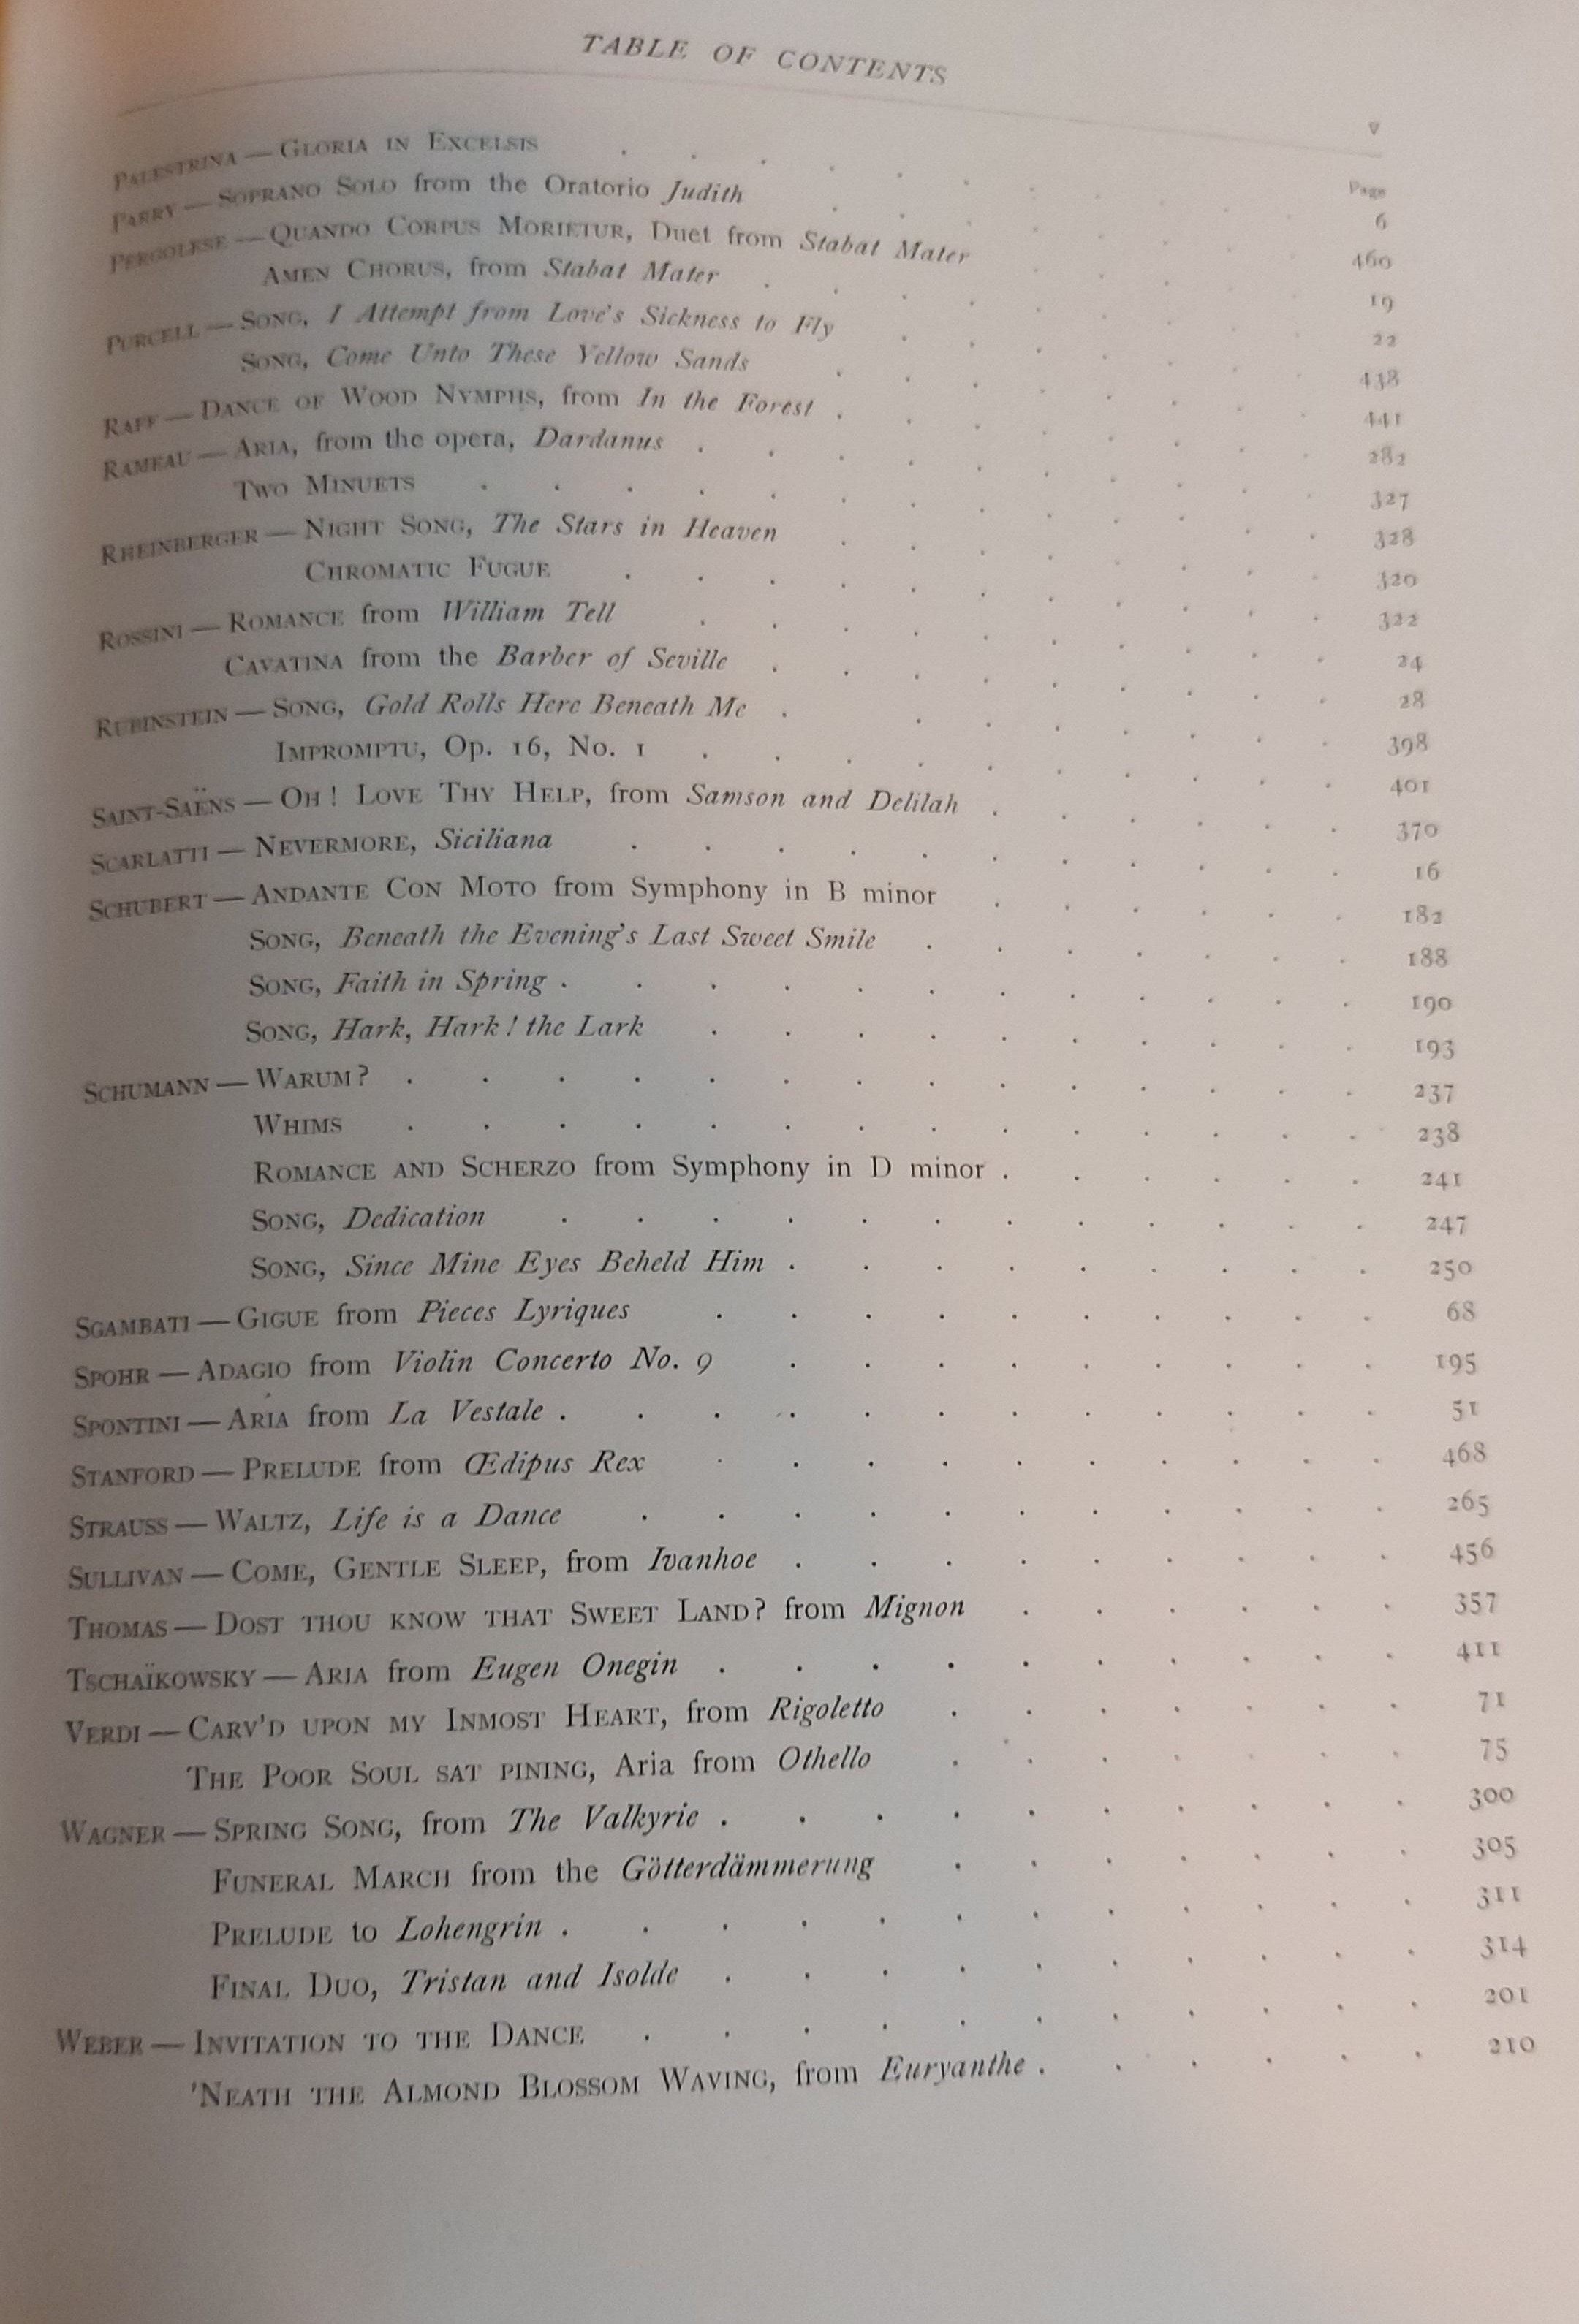 TABLE OF CONTENTS
v
Page
PALESTRINA — GLORIA IN EXCELSIS . . . . . . . . . . 6
PARRY — SOPRANO SOLO from the Oratorio Judith . . . . . . . . 460
PERGOLESE — QUANDO CORPUS MORIETUR, Duet from Stabat Mater . . . . . 19
AMEN CHORUS, from Stabat Mater . . . . . . . . 22
PURCELL — SONG, I Attempt from Love's Sickness to Fly . . . . . . 438
SONG, Come Unto These Yellow Sands . . . . . . . 441
RAFF — DANCE OF WOOD NYMPHS, from In the Forest . . . . . . . 282
RAMEAU — ARIA, from the opera, Dardanus . . . . . . . . . 327
TWO MINUETS . . . . . . . . . . . . 328
RHEINBERGER — NIGHT SONG, The Stars in Heaven . . . . . . . 320
CHROMATIC FUGUE . . . . . . . . . . 322
ROSSINI — ROMANCE from William Tell . . . . . . . . . 24
CAVATINA from the Barber of Seville . . . . . . . . 28
RUBINSTEIN — SONG, Gold Rolls Here Beneath Me . . . . . . . . 398
IMPROMPTU, Op. 16, No. 1 . . . . . . . . . 401
SAINT-SAËNS — OH! LOVE THY HELP, from Samson and Delilah . . . . . . 370
SCARLATTI — NEVERMORE, Siciliana . . . . . . . . . . 16
SCHUBERT — ANDANTE CON MOTO from Symphony in B minor . . . . . . 182
SONG, Beneath the Evening's Last Sweet Smile . . . . . . . 188
SONG, Faith in Spring . . . . . . . . . . . . 190
SONG, Hark, Hark! the Lark . . . . . . . . . . 193
SCHUMANN — WARUM? . . . . . . . . . . . . . 237
WHIMS . . . . . . . . . . . . . 238
ROMANCE AND SCHERZO from Symphony in D minor . . . . . . 241
SONG, Dedication . . . . . . . . . . . . 247
SONG, Since Mine Eyes Beheld Him . . . . . . . . . 250
SGAMBATI — GIGUE from Pieces Lyriques . . . . . . . . . . 68
SPOHR — ADAGIO from Violin Concerto No. 9 . . . . . . . . . 195
SPONTINI — ARIA from La Vestale . . . . . . . . . . . . 51
STANFORD — PRELUDE from Œdipus Rex . . . . . . . . . . 468
STRAUSS — WALTZ, Life is a Dance . . . . . . . . . . . 265
SULLIVAN — COME, GENTLE SLEEP, from Ivanhoe . . . . . . . . . 456
THOMAS — DOST THOU KNOW THAT SWEET LAND? from Mignon . . . . . . 357
TSCHAÏKOWSKY — ARIA from Eugen Onegin . . . . . . . . . . 411
VERDI — CARV'D UPON MY INMOST HEART, from Rigoletto . . . . . . . 71
THE POOR SOUL SAT PINING, Aria from Othello . . . . . . . 75
WAGNER — SPRING SONG, from The Valkyrie . . . . . . . . . . 300
FUNERAL MARCH from the Götterdämmerung . . . . . . . 305
PRELUDE to Lohengrin . . . . . . . . . . . . 311
FINAL DUO, Tristan and Isolde . . . . . . . . . . 314
WEBER — INVITATION TO THE DANCE . . . . . . . . . . . 201
'NEATH THE ALMOND BLOSSOM WAVING, from Euryanthe . . . . . . 210